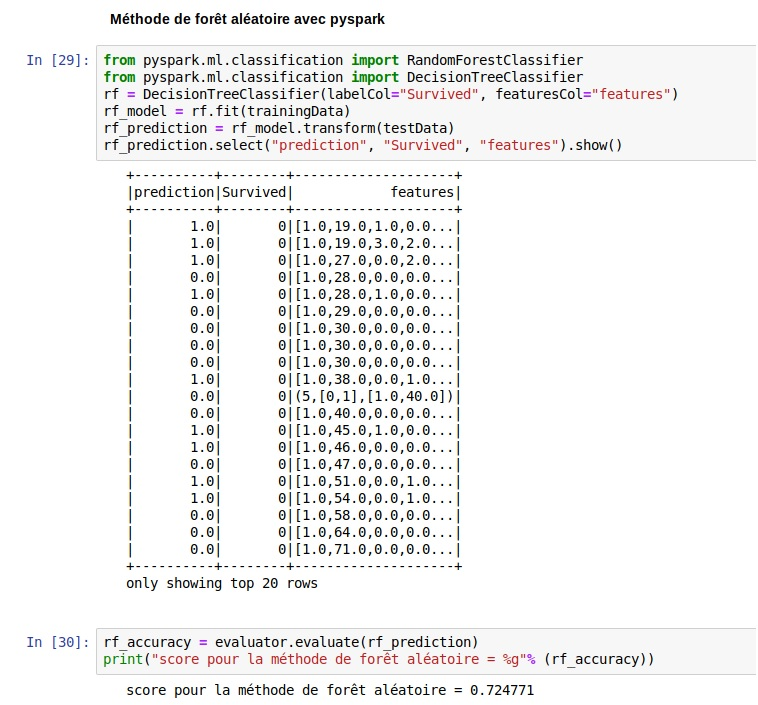 Méthode de forêt aléatoire avec pyspark
In [29]: from pyspark.ml.classification import RandomForestClassifier
from pyspark.ml.classification import DecisionTreeClassifier
rf = DecisionTreeClassifier(labelCol="Survived", featuresCol="features")
rf_model = rf.fit(trainingData)
rf_prediction = rf_model.transform(testData)
rf_prediction.select("prediction", "Survived", "features").show()
+----------+--------+--------------------+
|prediction|Survived|            features|
+----------+--------+--------------------+
|       1.0|       0|[1.0,19.0,1.0,0.0...|
|       1.0|       0|[1.0,19.0,3.0,2.0...|
|       1.0|       0|[1.0,27.0,0.0,2.0...|
|       0.0|       0|[1.0,28.0,0.0,0.0...|
|       1.0|       0|[1.0,28.0,1.0,0.0...|
|       0.0|       0|[1.0,29.0,0.0,0.0...|
|       0.0|       0|[1.0,30.0,0.0,0.0...|
|       0.0|       0|[1.0,30.0,0.0,0.0...|
|       0.0|       0|[1.0,30.0,0.0,0.0...|
|       1.0|       0|[1.0,38.0,0.0,1.0...|
|       0.0|       0|(5,[0,1],[1.0,40.0])|
|       0.0|       0|[1.0,40.0,0.0,0.0...|
|       1.0|       0|[1.0,45.0,1.0,0.0...|
|       1.0|       0|[1.0,46.0,0.0,0.0...|
|       0.0|       0|[1.0,47.0,0.0,0.0...|
|       1.0|       0|[1.0,51.0,0.0,1.0...|
|       1.0|       0|[1.0,54.0,0.0,1.0...|
|       0.0|       0|[1.0,58.0,0.0,0.0...|
|       0.0|       0|[1.0,64.0,0.0,0.0...|
|       0.0|       0|[1.0,71.0,0.0,0.0...|
+----------+--------+--------------------+
only showing top 20 rows
In [30]: rf_accuracy = evaluator.evaluate(rf_prediction)
print("score pour la méthode de forêt aléatoire = %g"% (rf_accuracy))
score pour la méthode de forêt aléatoire = 0.724771